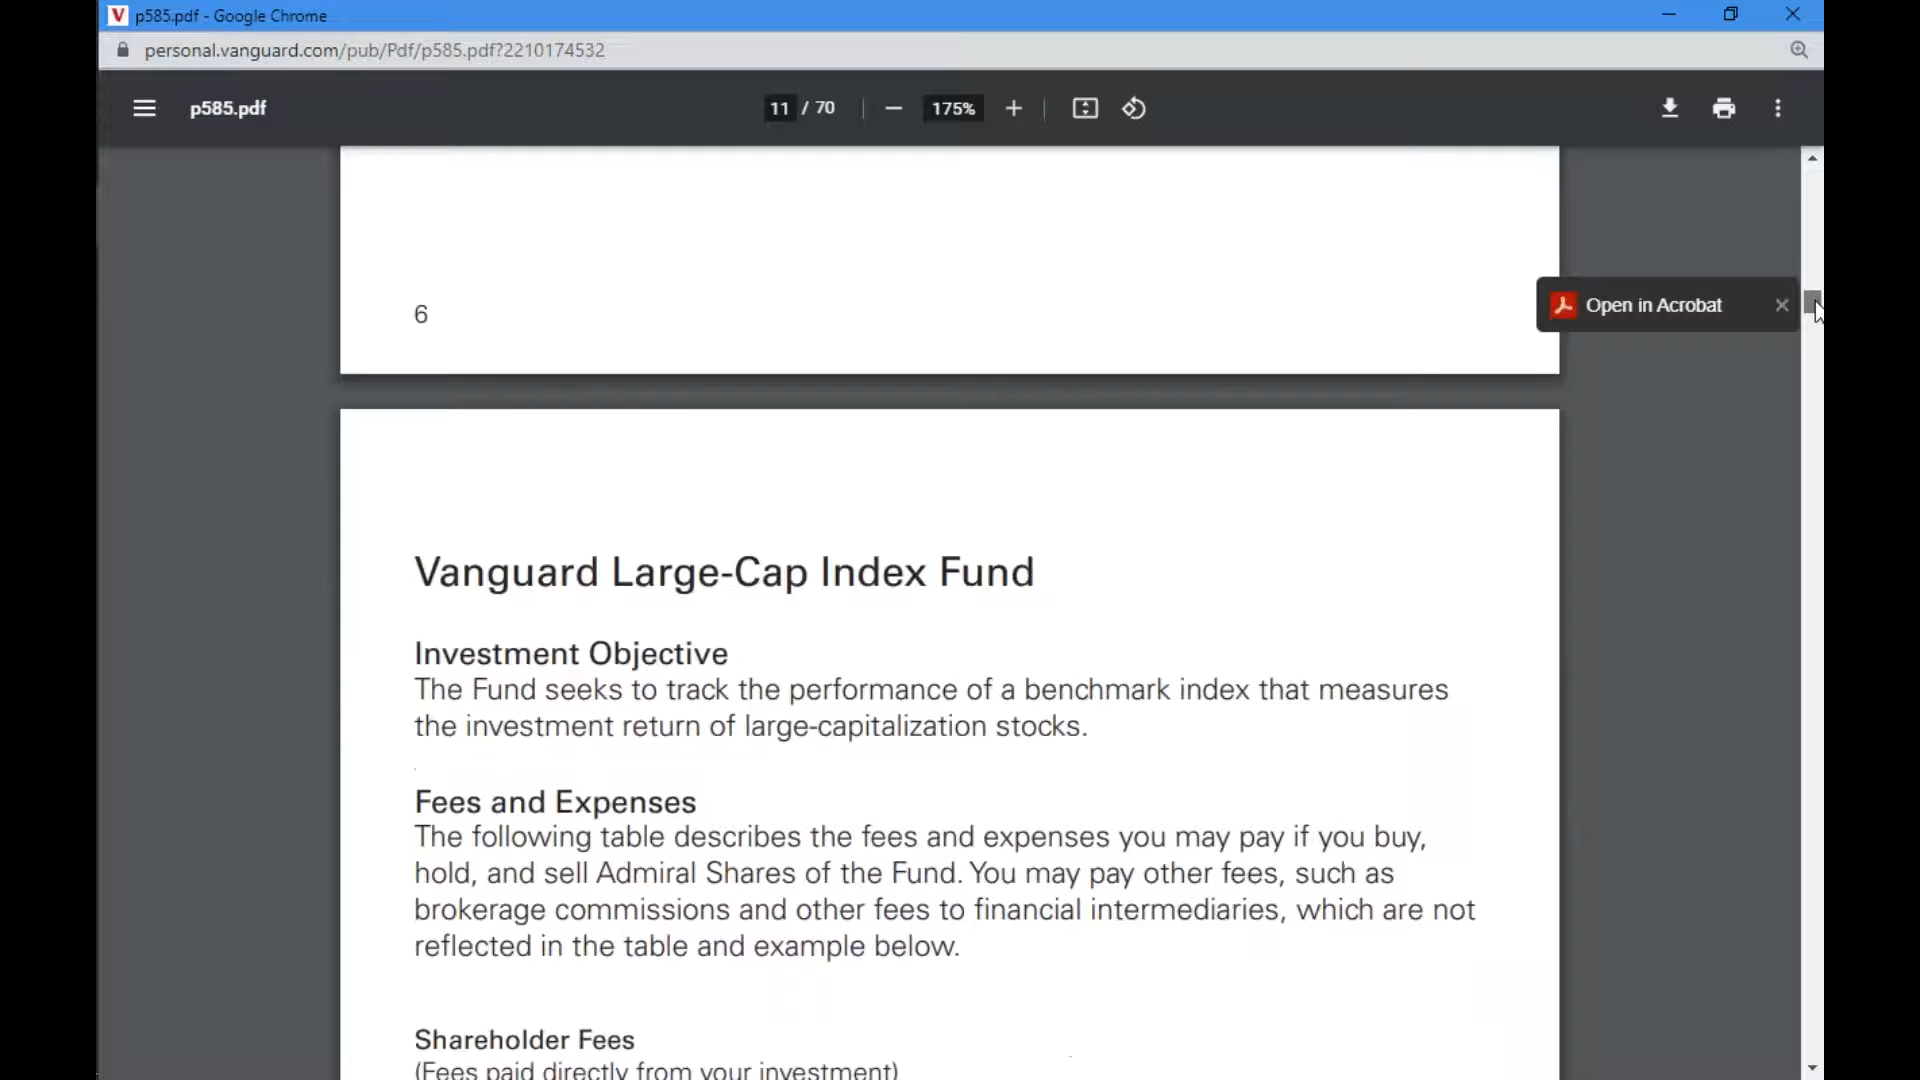 p585.pdf - Google Chrome
personal.vanguard.com/pub/Pdf/p585.pdf?2210174532
p585.pdf
11 / 70
175%
6
Open in Acrobat
Vanguard Large-Cap Index Fund
Investment Objective
The Fund seeks to track the performance of a benchmark index that measures
the investment return of large-capitalization stocks.
Fees and Expenses
The following table describes the fees and expenses you may pay if you buy,
hold, and sell Admiral Shares of the Fund. You may pay other fees, such as
brokerage commissions and other fees to financial intermediaries, which are not
reflected in the table and example below.
Shareholder Fees
(Fees paid directly from your investment)